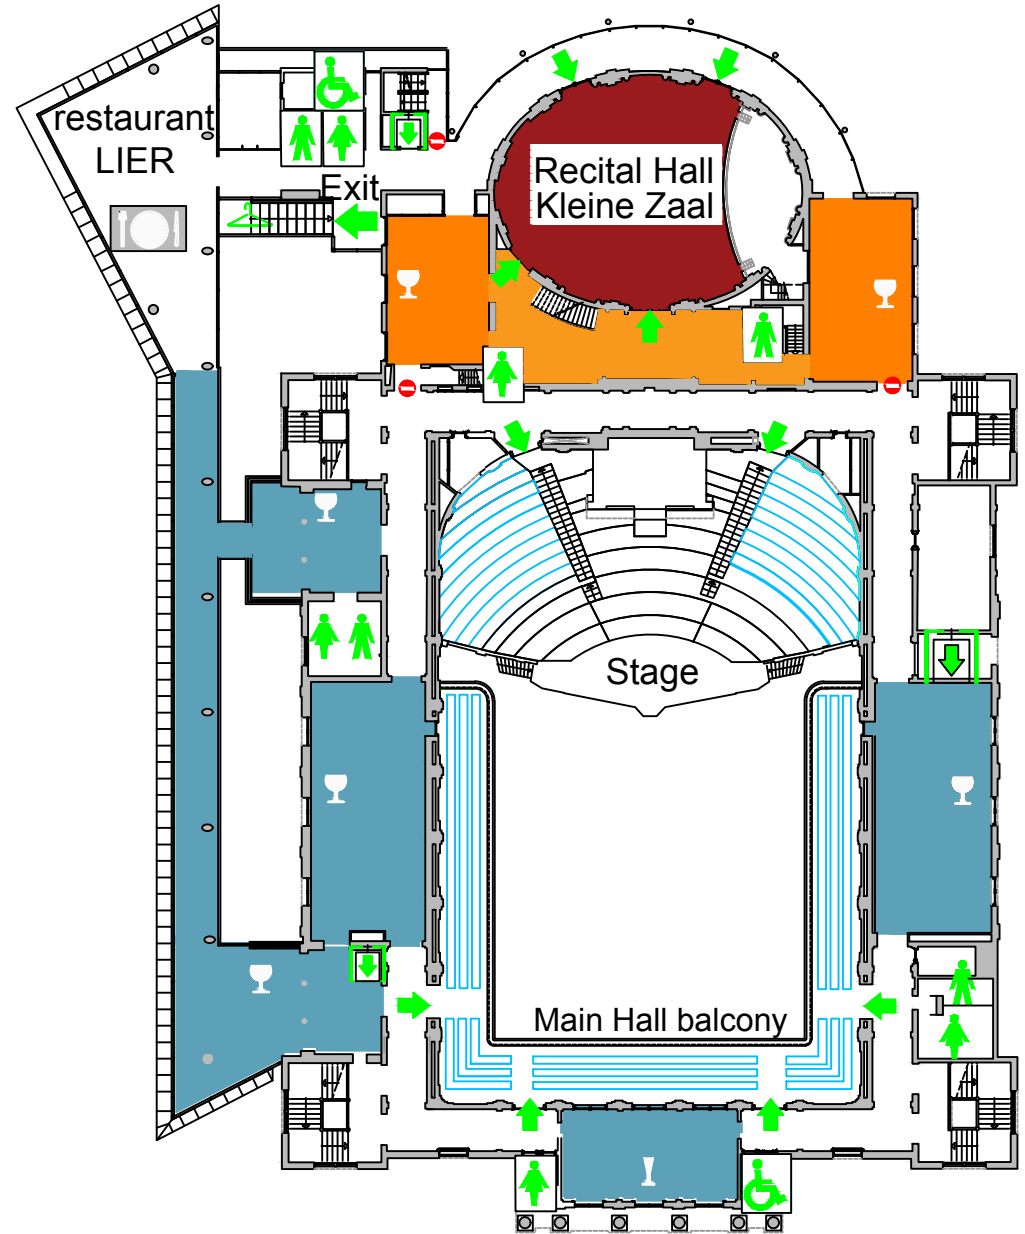 restaurant
LIER
Exit
Recital Hall
Kleine Zaal
Stage
Main Hall balcony